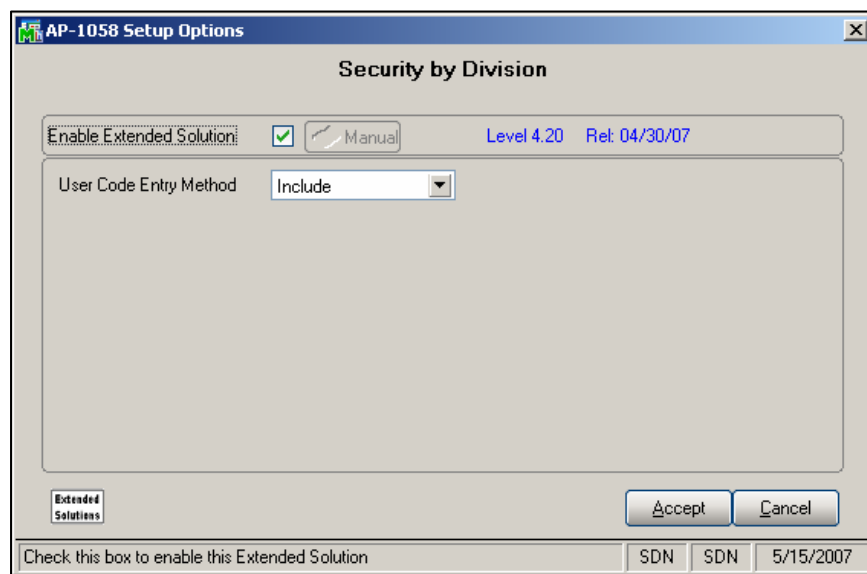 AP-1058 Setup Options
Security by Division
Enable Extended Solution Manual Level 4.20 Rel: 04/30/07
User Code Entry Method Include
Extended
Solutions
Accept Cancel
Check this box to enable this Extended Solution SDN SDN 5/15/2007